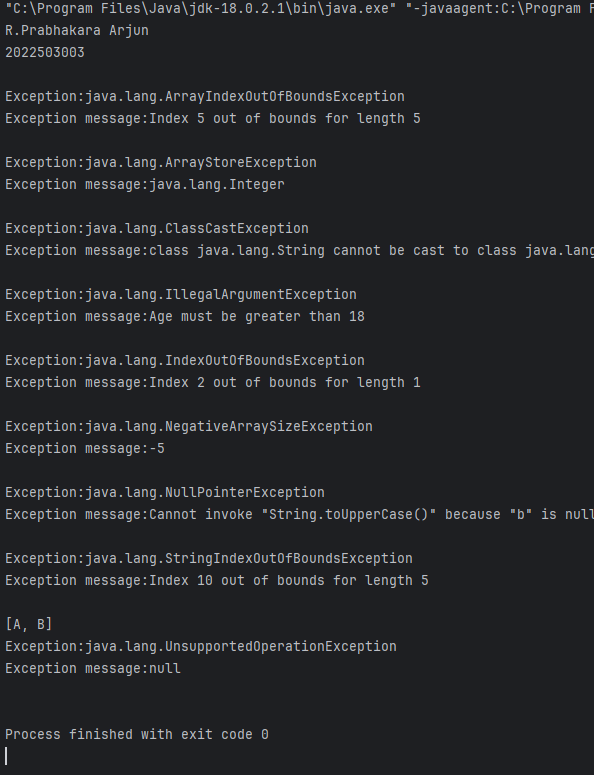 "C:\Program Files\Java\jdk-18.0.2.1\bin\java.exe" "-javaagent:C:\Program F
R.Prabhakara Arjun
2022503003
Exception:java.lang.ArrayIndexOutOfBoundsException
Exception message:Index 5 out of bounds for length 5
Exception:java.lang.ArrayStoreException
Exception message:java.lang.Integer
Exception:java.lang.ClassCastException
Exception message:class java.lang.String cannot be cast to class java.lang
Exception:java.lang.IllegalArgumentException
Exception message:Age must be greater than 18
Exception:java.lang.IndexOutOfBoundsException
Exception message:Index 2 out of bounds for length 1
Exception:java.lang.NegativeArraySizeException
Exception message:-5
Exception:java.lang.NullPointerException
Exception message:Cannot invoke "String.toUpperCase()" because "b" is null
Exception:java.lang.StringIndexOutOfBoundsException
Exception message:Index 10 out of bounds for length 5
[A, B]
Exception:java.lang.UnsupportedOperationException
Exception message:null
Process finished with exit code 0